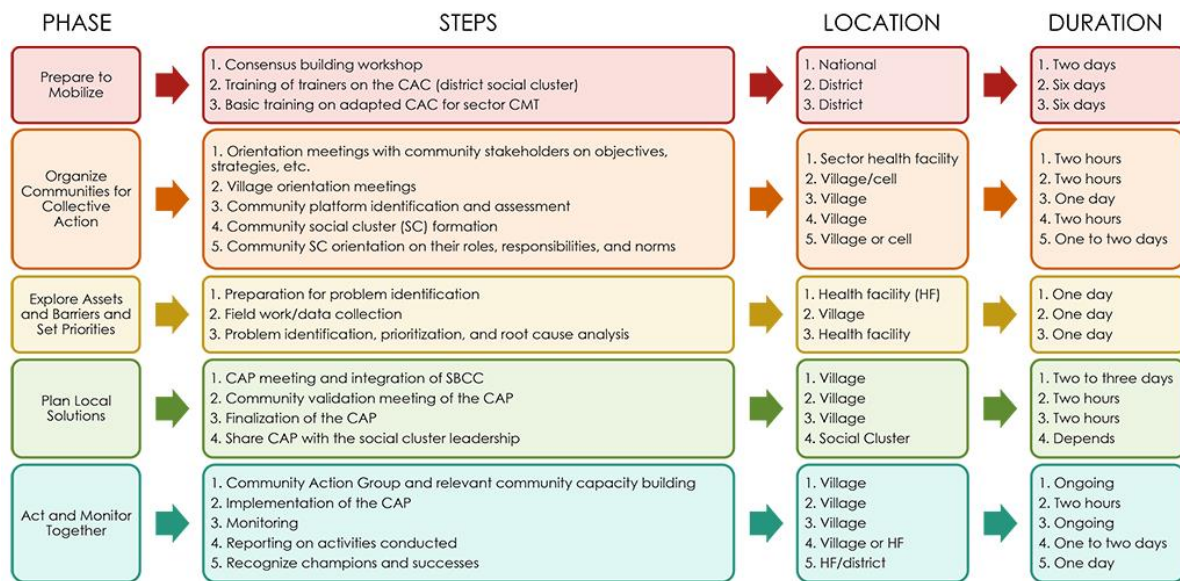 PHASE
STEPS
LOCATION
DURATION
Prepare to
Mobilize
1. Consensus building workshop
2. Training of trainers on the CAC (district social cluster)
3. Basic training on adapted CAC for sector CMT
1. National
2. District
3. District
1. Two days
2. Six days
3. Six days
Organize
Communities for
Collective
Action
1. Orientation meetings with community stakeholders on objectives,
strategies, etc.
2. Village orientation meetings
3. Community platform identification and assessment
4. Community social cluster (SC) formation
5. Community SC orientation on their roles, responsibilities, and norms
1. Sector health facility
2. Village/cell
3. Village
4. Village
5. Village or cell
1. Two hours
2. Two hours
3. One day
4. Two hours
5. One to two days
Explore Assets
and Barriers and
Set Priorities
1. Preparation for problem identification
2. Field work/data collection
3. Problem identification, prioritization, and root cause analysis
1. Health facility (HF)
2. Village
3. Health facility
1. One day
2. One day
3. One day
Plan Local
Solutions
1. CAP meeting and integration of SBCC
2. Community validation meeting of the CAP
3. Finalization of the CAP
4. Share CAP with the social cluster leadership
1. Village
2. Village
3. Village
4. Social Cluster
1. Two to three days
2. Two hours
3. Two hours
4. Depends
Act and Monitor
Together
1. Community Action Group and relevant community capacity building
2. Implementation of the CAP
3. Monitoring
4. Reporting on activities conducted
5. Recognize champions and successes
1. Village
2. Village
3. Village
4. Village or HF
5. HF/district
1. Ongoing
2. Two hours
3. Ongoing
4. One to two days
5. One day